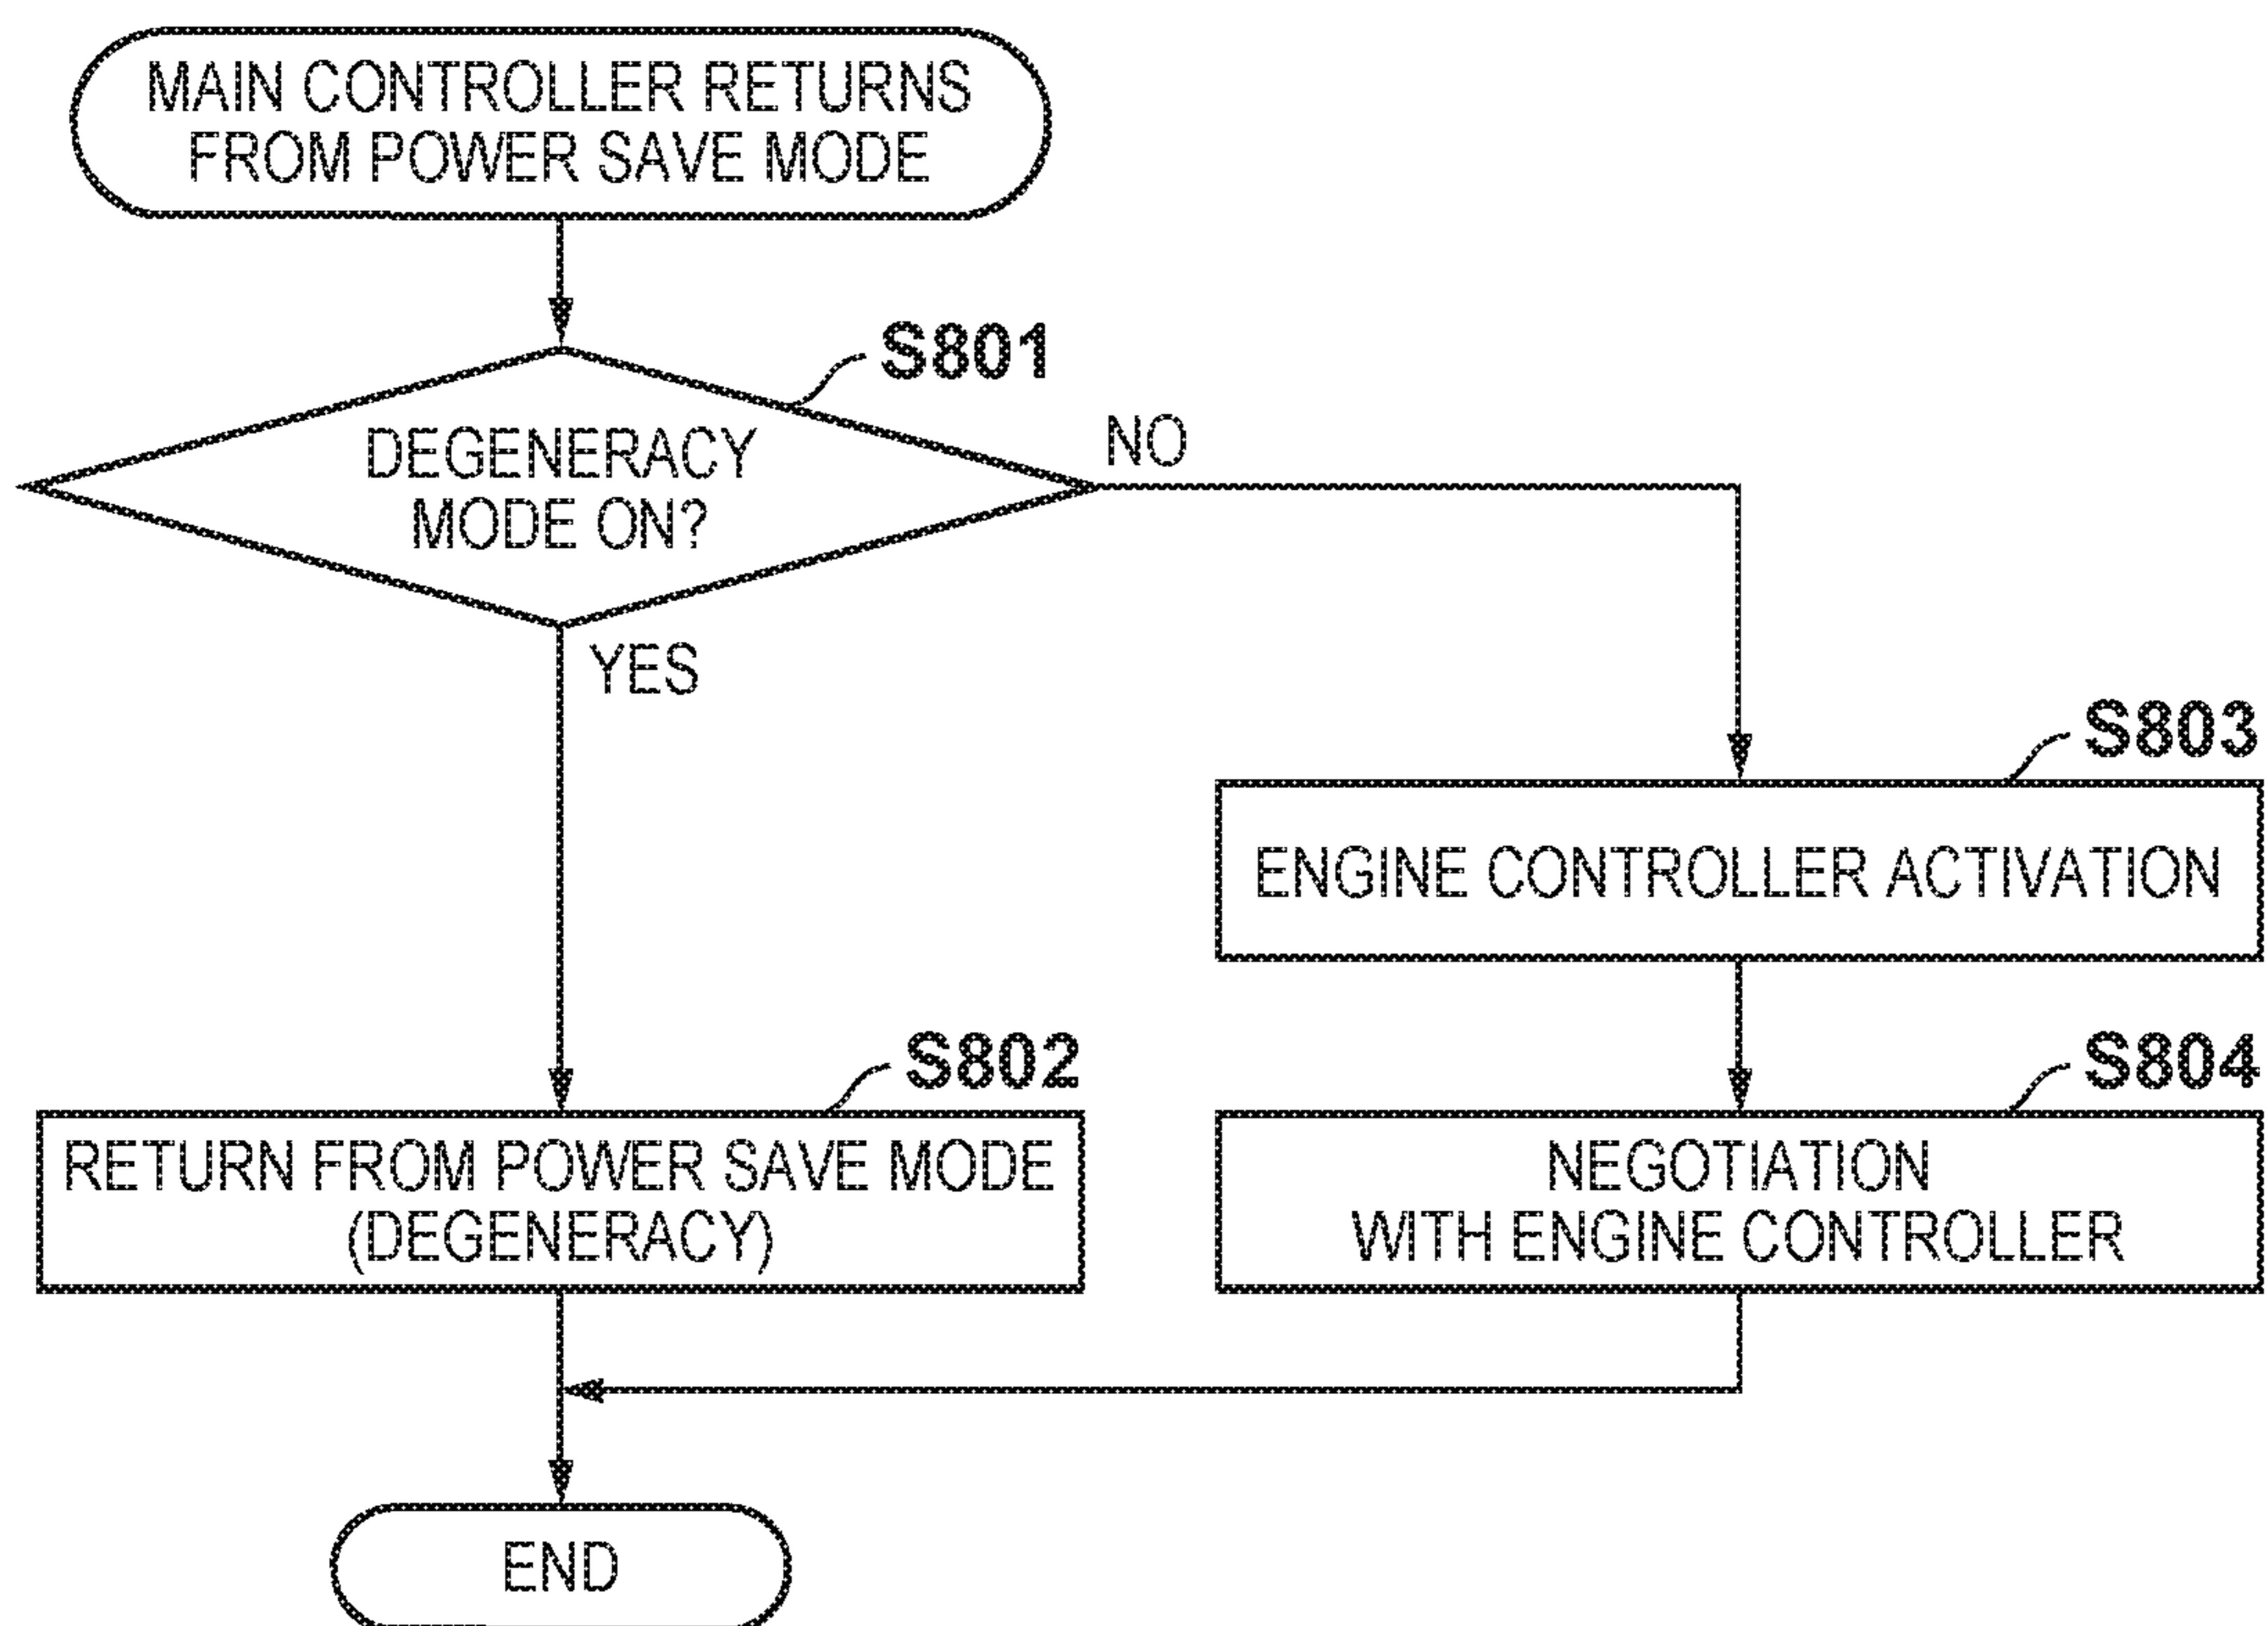 MAIN CONTROLLER RETURNS
FROM POWER SAVE MODE
S801
DEGENERACY
MODE ON?
NO
YES
S803
ENGINE CONTROLLER ACTIVATION
S802
RETURN FROM POWER SAVE MODE
(DEGENERACY)
S804
NEGOTIATION
WITH ENGINE CONTROLLER
END